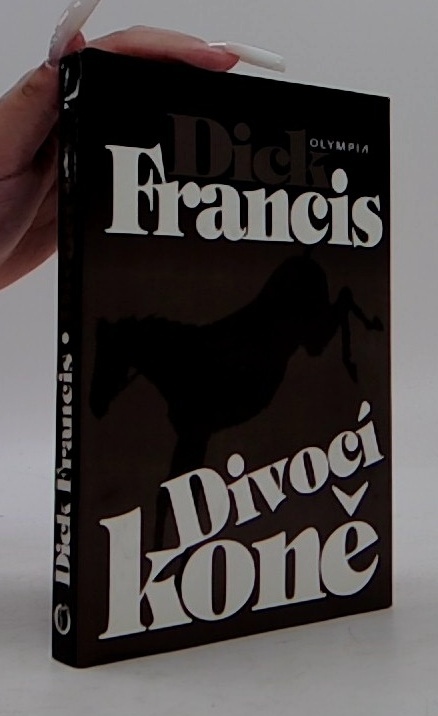 Dick
OLYMPIA
Francis
Divocí
koně
Dick Francis •